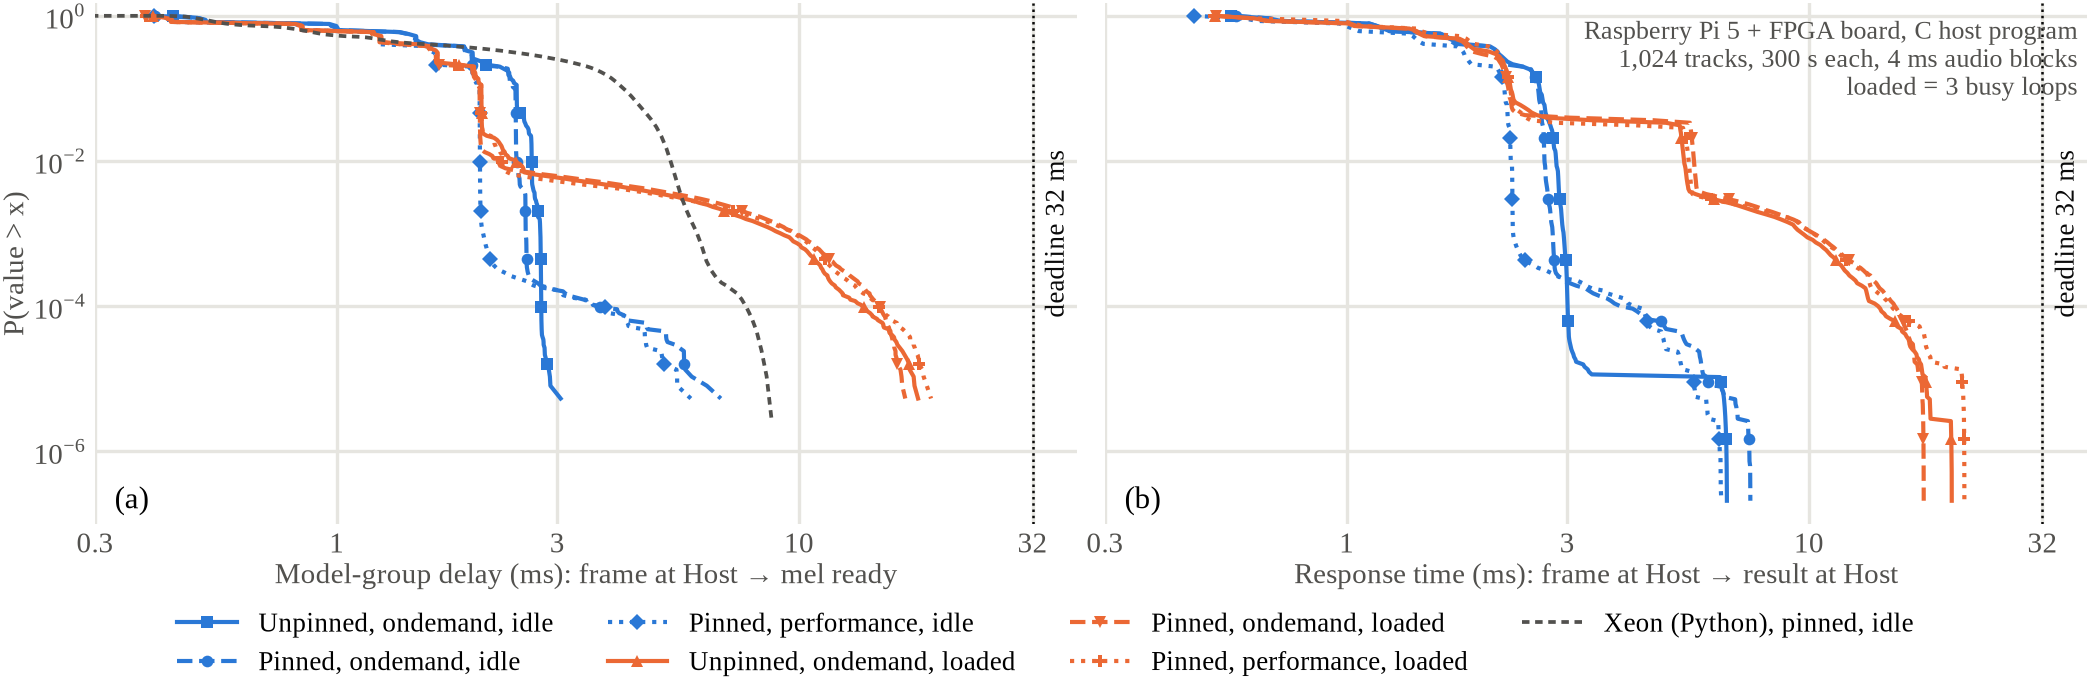 10⁰
10⁻²
10⁻⁴
10⁻⁶
P(value > x)
(a)
deadline 32 ms
0.3 1 3 10 32
Model-group delay (ms): frame at Host → mel ready
Raspberry Pi 5 + FPGA board, C host program
1,024 tracks, 300 s each, 4 ms audio blocks
loaded = 3 busy loops
(b)
deadline 32 ms
0.3 1 3 10 32
Response time (ms): frame at Host → result at Host
Unpinned, ondemand, idle
Pinned, ondemand, idle
Pinned, performance, idle
Unpinned, ondemand, loaded
Pinned, ondemand, loaded
Pinned, performance, loaded
Xeon (Python), pinned, idle